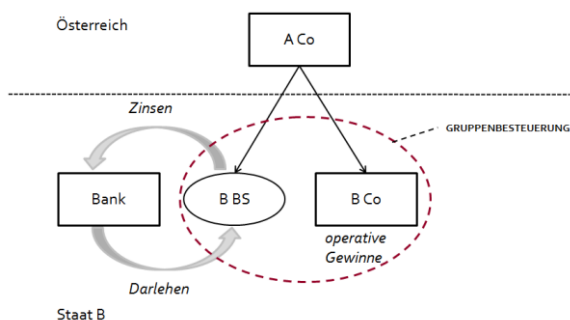 Österreich
A Co
Zinsen
GRUPPENBESTEUERUNG
Bank
B BS
B Co
operative
Gewinne
Darlehen
Staat B